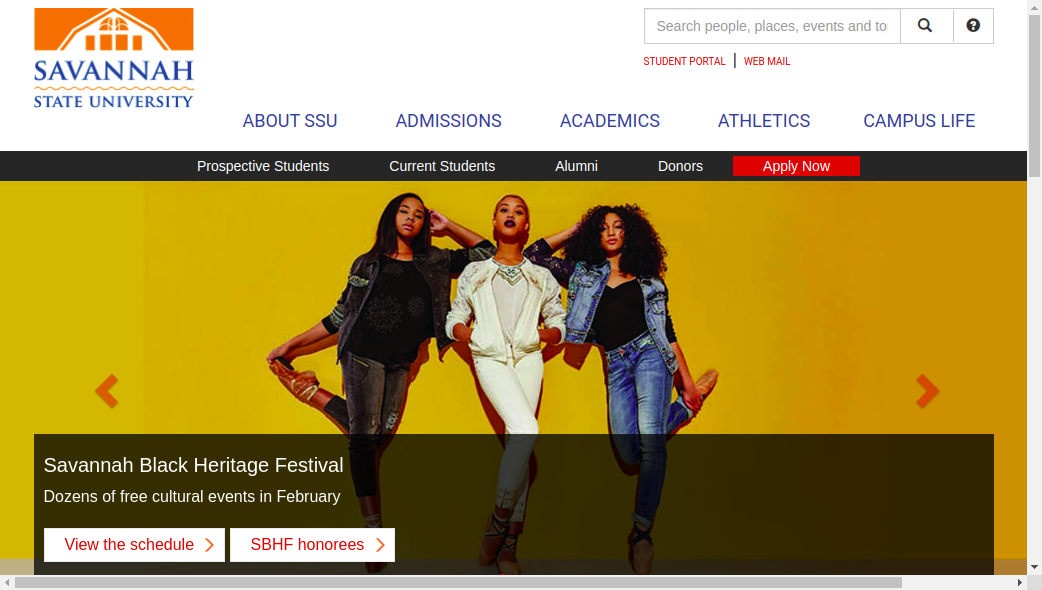 SAVANNAH
STATE UNIVERSITY
Search people, places, events and to
STUDENT PORTAL | WEB MAIL
ABOUT SSU ADMISSIONS ACADEMICS ATHLETICS CAMPUS LIFE
Prospective Students Current Students Alumni Donors Apply Now
Savannah Black Heritage Festival
Dozens of free cultural events in February
View the schedule SBHF honorees